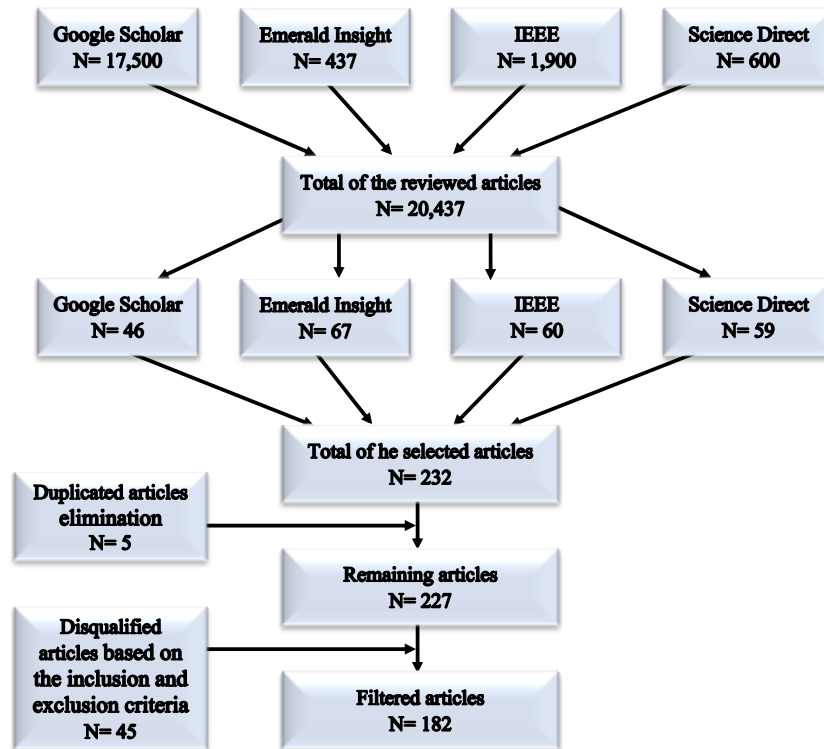 Google Scholar
N= 17,500
Emerald Insight
N= 437
IEEE
N= 1,900
Science Direct
N= 600
Total of the reviewed articles
N= 20,437
Google Scholar
N= 46
Emerald Insight
N= 67
IEEE
N= 60
Science Direct
N= 59
Total of he selected articles
N= 232
Duplicated articles
elimination
N= 5
Remaining articles
N= 227
Disqualified
articles based on
the inclusion and
exclusion criteria
N= 45
Filtered articles
N= 182